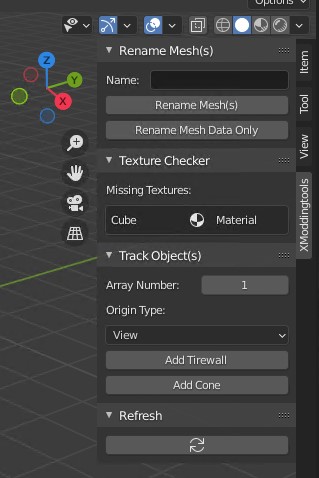 Options
Z
Y
X
Rename Mesh(s)
Name:
Rename Mesh(s)
Rename Mesh Data Only
Texture Checker
Missing Textures:
Cube Material
Track Object(s)
Array Number: 1
Origin Type:
View
Add Tirewall
Add Cone
Refresh
Item
Tool
View
XModdingtools